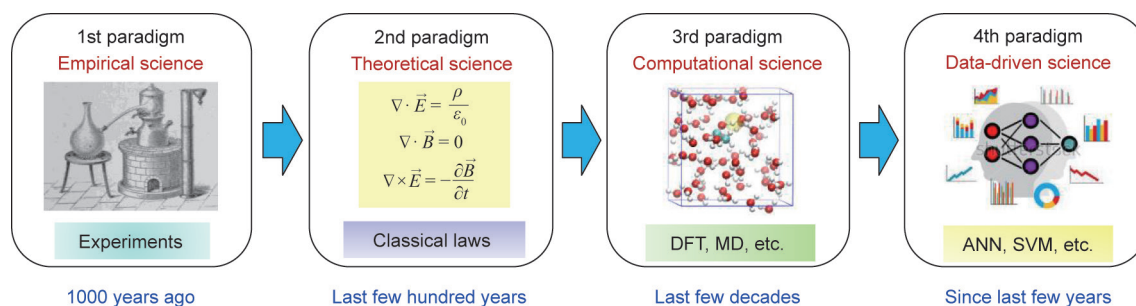 1st paradigm
Empirical science
Experiments
1000 years ago
2nd paradigm
Theoretical science
∇ · E⃗ = ρ/ε₀
∇ · B⃗ = 0
∇ × E⃗ = −∂B⃗/∂t
Classical laws
Last few hundred years
3rd paradigm
Computational science
DFT, MD, etc.
Last few decades
4th paradigm
Data-driven science
ANN, SVM, etc.
Since last few years